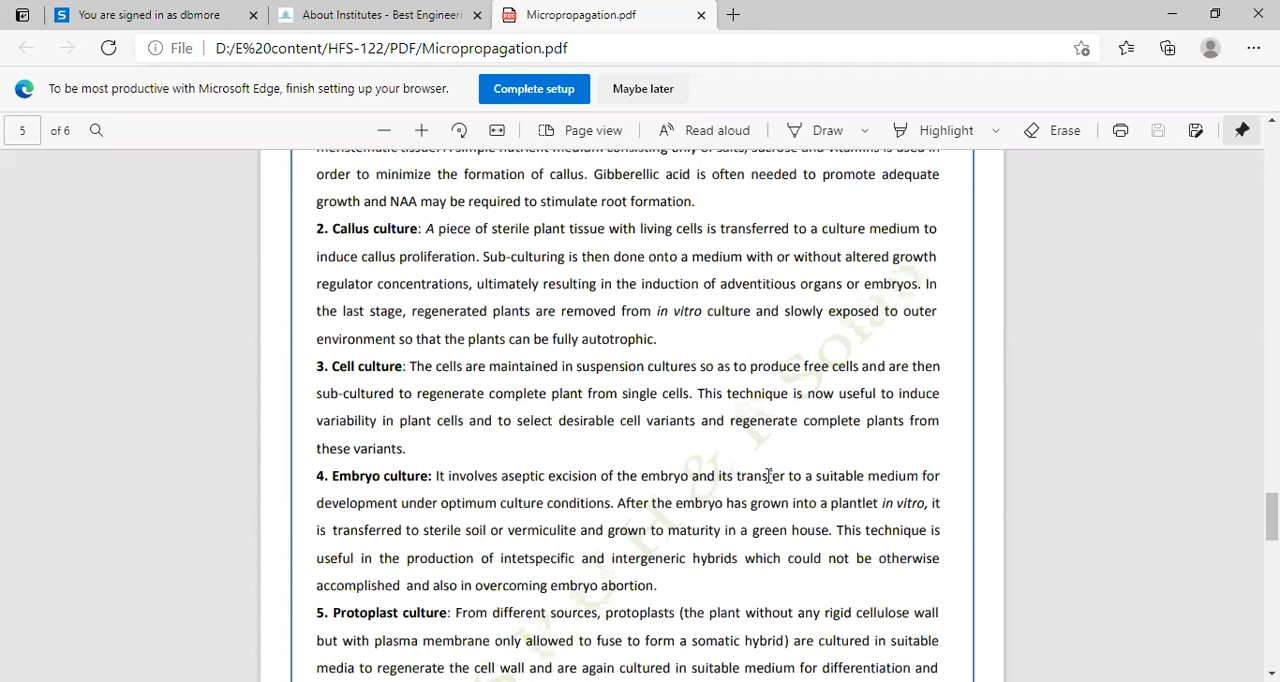 You are signed in as dbmore
About Institutes - Best Engineeri
Micropropagation.pdf
File D:/E%20content/HFS-122/PDF/Micropropagation.pdf
To be most productive with Microsoft Edge, finish setting up your browser. Complete setup Maybe later
5 of 6 Page view Read aloud Draw Highlight Erase
meristematic tissue. A simple nutrient medium consisting only of salts, sucrose and vitamins is used in
order to minimize the formation of callus. Gibberellic acid is often needed to promote adequate
growth and NAA may be required to stimulate root formation.
2. Callus culture: A piece of sterile plant tissue with living cells is transferred to a culture medium to
induce callus proliferation. Sub-culturing is then done onto a medium with or without altered growth
regulator concentrations, ultimately resulting in the induction of adventitious organs or embryos. In
the last stage, regenerated plants are removed from in vitro culture and slowly exposed to outer
environment so that the plants can be fully autotrophic.
3. Cell culture: The cells are maintained in suspension cultures so as to produce free cells and are then
sub-cultured to regenerate complete plant from single cells. This technique is now useful to induce
variability in plant cells and to select desirable cell variants and regenerate complete plants from
these variants.
4. Embryo culture: It involves aseptic excision of the embryo and its transfer to a suitable medium for
development under optimum culture conditions. After the embryo has grown into a plantlet in vitro, it
is transferred to sterile soil or vermiculite and grown to maturity in a green house. This technique is
useful in the production of intetspecific and intergeneric hybrids which could not be otherwise
accomplished and also in overcoming embryo abortion.
5. Protoplast culture: From different sources, protoplasts (the plant without any rigid cellulose wall
but with plasma membrane only allowed to fuse to form a somatic hybrid) are cultured in suitable
media to regenerate the cell wall and are again cultured in suitable medium for differentiation and